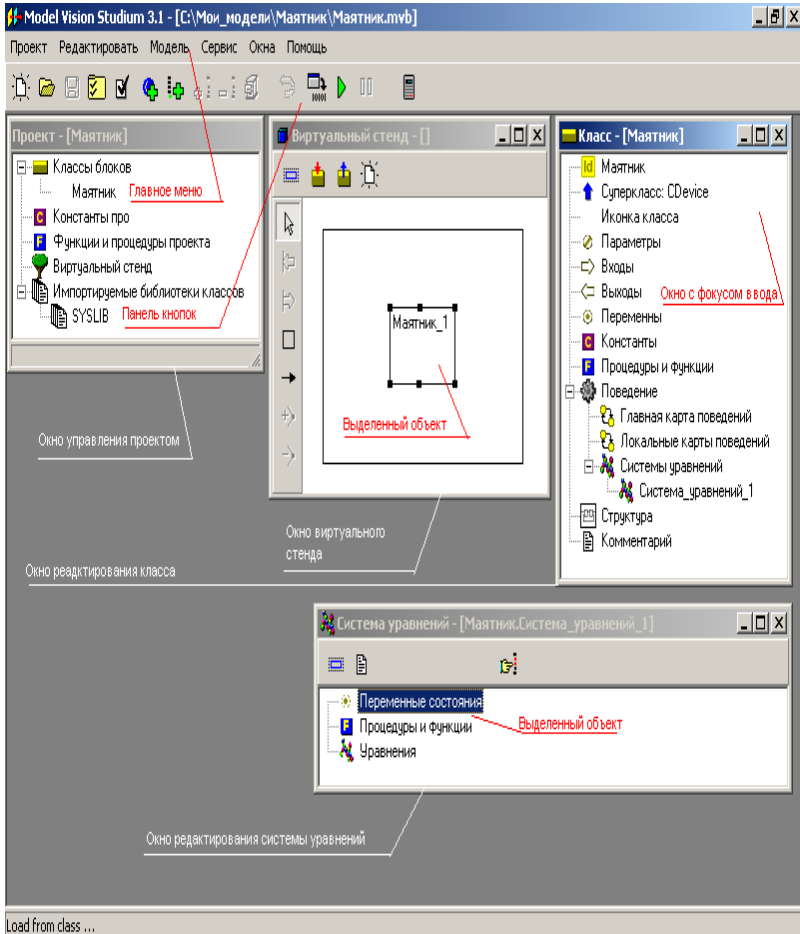 Model Vision Studium 3.1 - [C:\Мои_модели\Маятник\Маятник.mvb]
Проект Редактировать Модель Сервис Окна Помощь
Проект - [Маятник]
Классы блоков
Маятник
Главное меню
Константы про
Функции и процедуры проекта
Виртуальный стенд
Импортируемые библиотеки классов
SYSLIB
Панель кнопок
Окно управления проектом
Виртуальный стенд - []
Маятник_1
Выделенный объект
Окно виртуального
стенда
Класс - [Маятник]
Id Маятник
Суперкласс: CDevice
Иконка класса
Параметры
Входы
Выходы
Окно с фокусом ввода
Переменны
C Константы
F Процедуры и функции
Поведение
Главная карта поведений
Локальные карты поведений
Системы уравнений
Система_уравнений_1
Структура
Комментарий
Окно реадктирования класса
Система уравнений - [Маятник.Система_уравнений_1]
Переменные состояния
F Процедуры и функции
Выделенный объект
Уравнения
Окно редактирования системы уравнений
Load from class ...